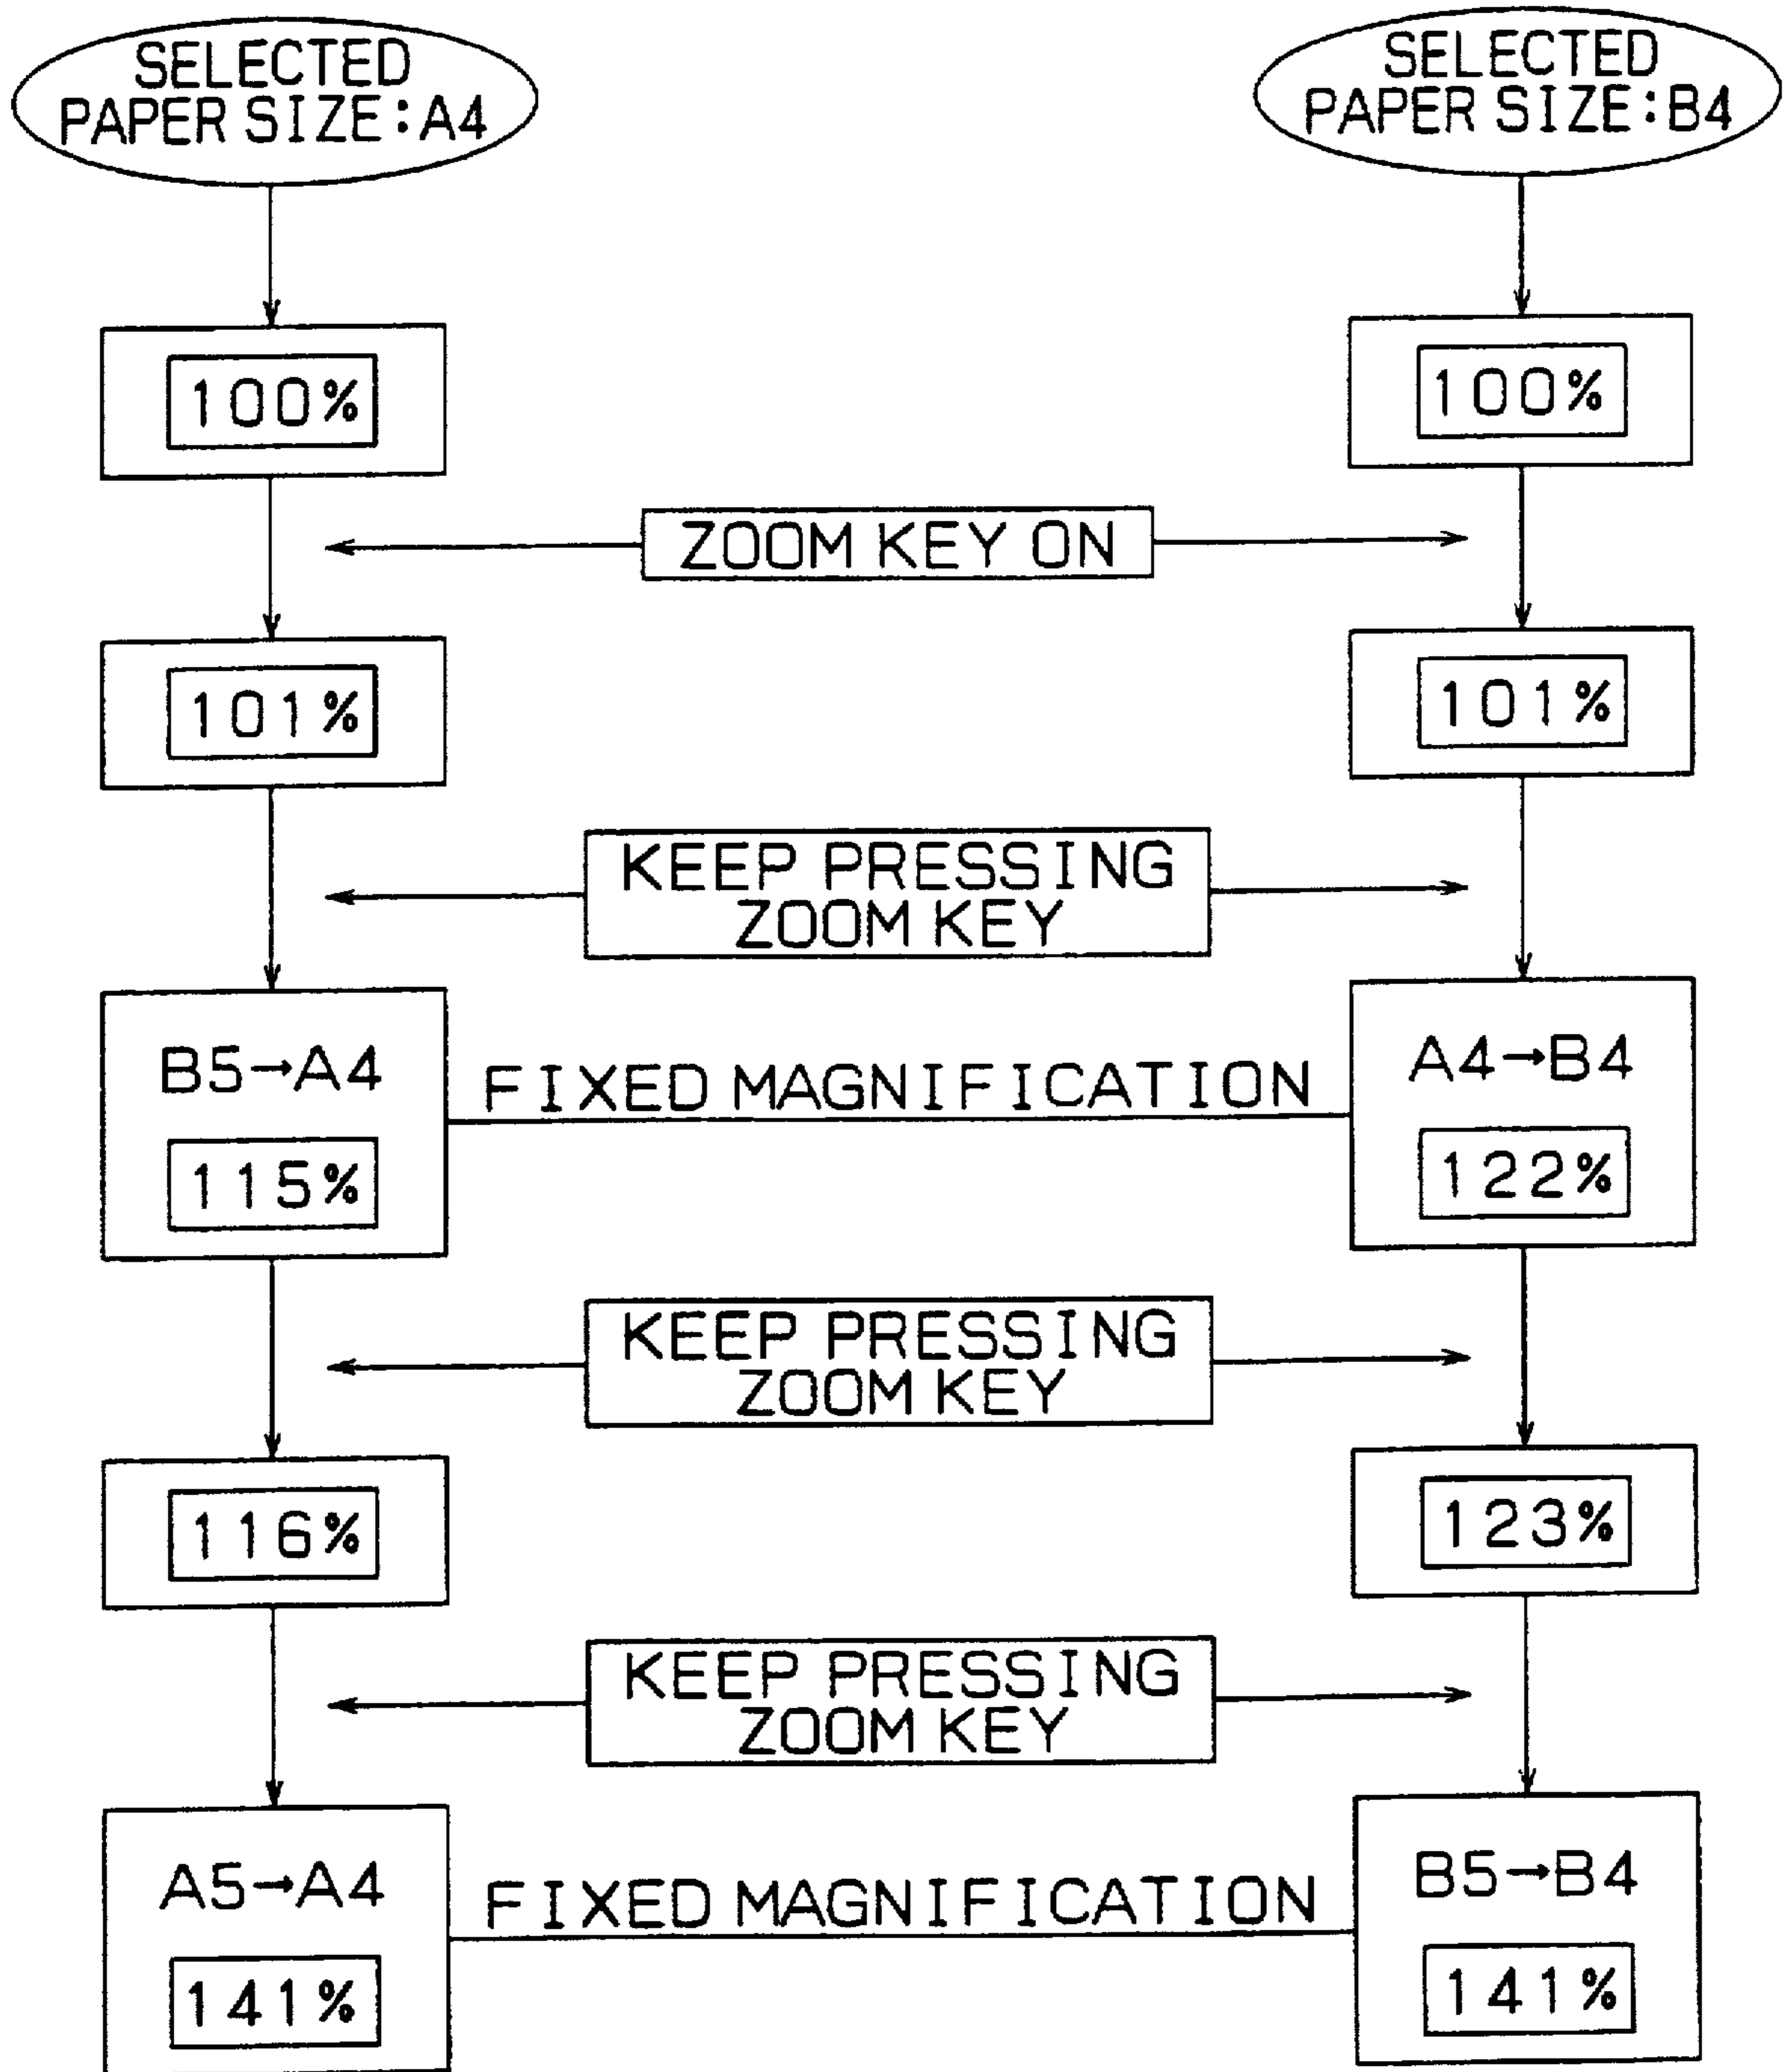 SELECTED
PAPER SIZE:A4
SELECTED
PAPER SIZE:B4
100%
100%
ZOOM KEY ON
101%
101%
KEEP PRESSING
ZOOM KEY
B5→A4
FIXED MAGNIFICATION
A4→B4
115%
122%
KEEP PRESSING
ZOOM KEY
116%
123%
KEEP PRESSING
ZOOM KEY
A5→A4
FIXED MAGNIFICATION
B5→B4
141%
141%